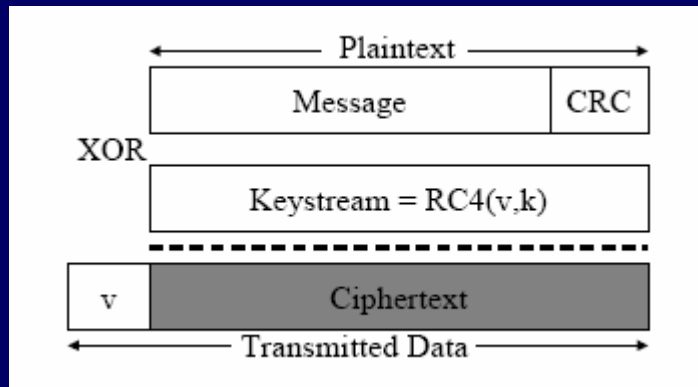 Plaintext
Message CRC
XOR
Keystream = RC4(v,k)
v Ciphertext
Transmitted Data